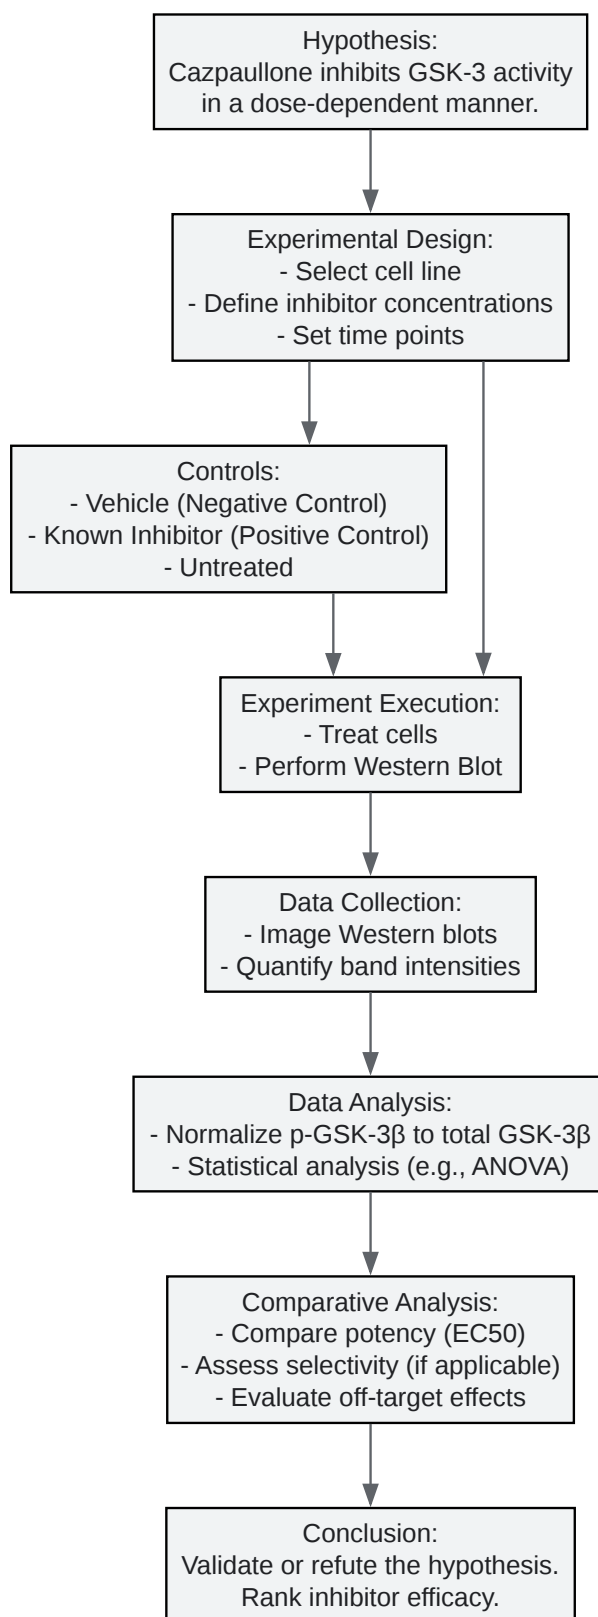 Hypothesis:
Cazpaullone inhibits GSK-3 activity
in a dose-dependent manner.
Experimental Design:
- Select cell line
- Define inhibitor concentrations
- Set time points
Controls:
- Vehicle (Negative Control)
- Known Inhibitor (Positive Control)
- Untreated
Experiment Execution:
- Treat cells
- Perform Western Blot
Data Collection:
- Image Western blots
- Quantify band intensities
Data Analysis:
- Normalize p-GSK-3β to total GSK-3β
- Statistical analysis (e.g., ANOVA)
Comparative Analysis:
- Compare potency (EC50)
- Assess selectivity (if applicable)
- Evaluate off-target effects
Conclusion:
Validate or refute the hypothesis.
Rank inhibitor efficacy.